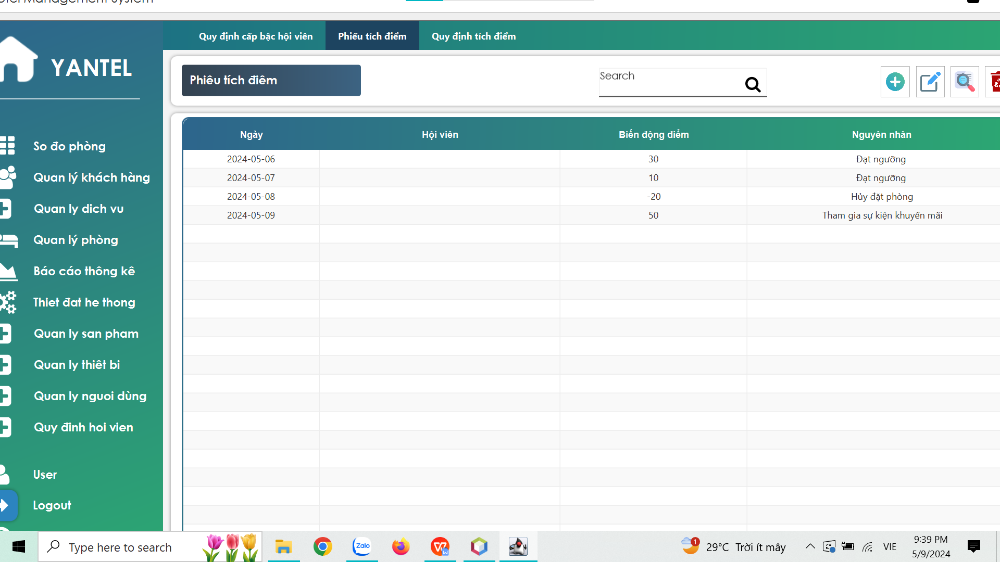 Management System
Quy định cấp bậc hội viên
Phiếu tích điểm
Quy định tích điểm
YANTEL
Phiêu tích điêm
Search
Ngày
Hội viên
Biến động điểm
Nguyên nhân
2024-05-06
30
Đạt ngưỡng
2024-05-07
10
Đạt ngưỡng
2024-05-08
-20
Hủy đặt phòng
2024-05-09
50
Tham gia sự kiện khuyến mãi
So đo phòng
Quan lý khách hàng
Quan ly dich vu
Quan lý phòng
Báo cáo thông kê
Thiet đat he thong
Quan ly san pham
Quan ly thiêt bi
Quan ly nguoi dùng
Quy đinh hoi vien
User
Logout
Type here to search
Zalo
1
29°C Trời ít mây
VIE
9:39 PM
5/9/2024